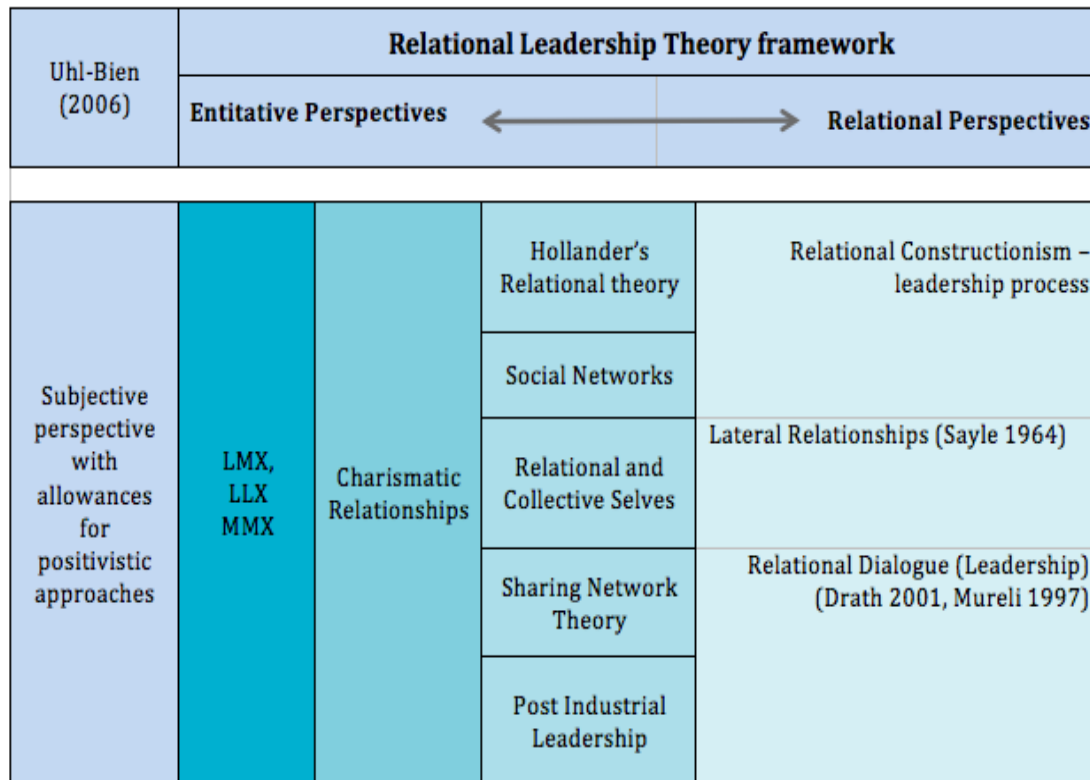 Uhl-Bien
(2006)
Relational Leadership Theory framework
Entitative Perspectives
Relational Perspectives
Subjective
perspective
with
allowances
for
positivistic
approaches
LMX,
LLX
MMX
Charismatic
Relationships
Hollander’s
Relational theory
Social Networks
Relational and
Collective Selves
Sharing Network
Theory
Post Industrial
Leadership
Relational Constructionism –
leadership process
Lateral Relationships (Sayle 1964)
Relational Dialogue (Leadership)
(Drath 2001, Mureli 1997)